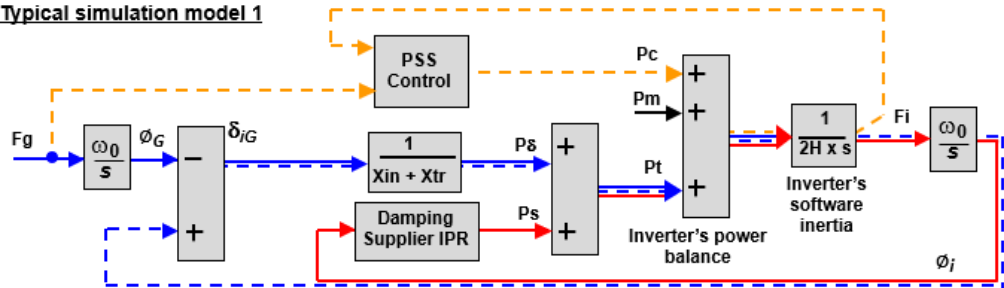 Typical simulation model 1
PSS
Control
Pc
+
Pm
+
Fg
ω0
s
ØG
δiG
−
+
1
Xin + Xtr
Pδ
+
Damping
Supplier IPR
Ps
+
Pt
+
Inverter's power
balance
1
2H x s
Inverter's
software
inertia
Fi
ω0
s
Øi